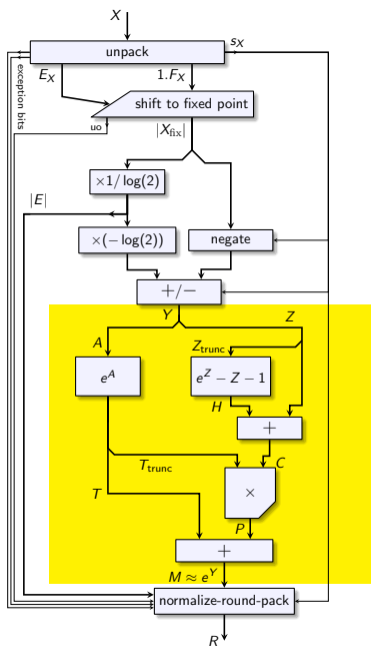 X
unpack
s_X
E_X
1.F_X
exception bits
shift to fixed point
ou
|X_fix|
×1/ log(2)
|E|
×(− log(2))
negate
+/−
Y
Z
A
Z_trunc
e^A
e^Z − Z − 1
H
+
T_trunc
C
T
×
P
+
M ≈ e^Y
normalize-round-pack
R